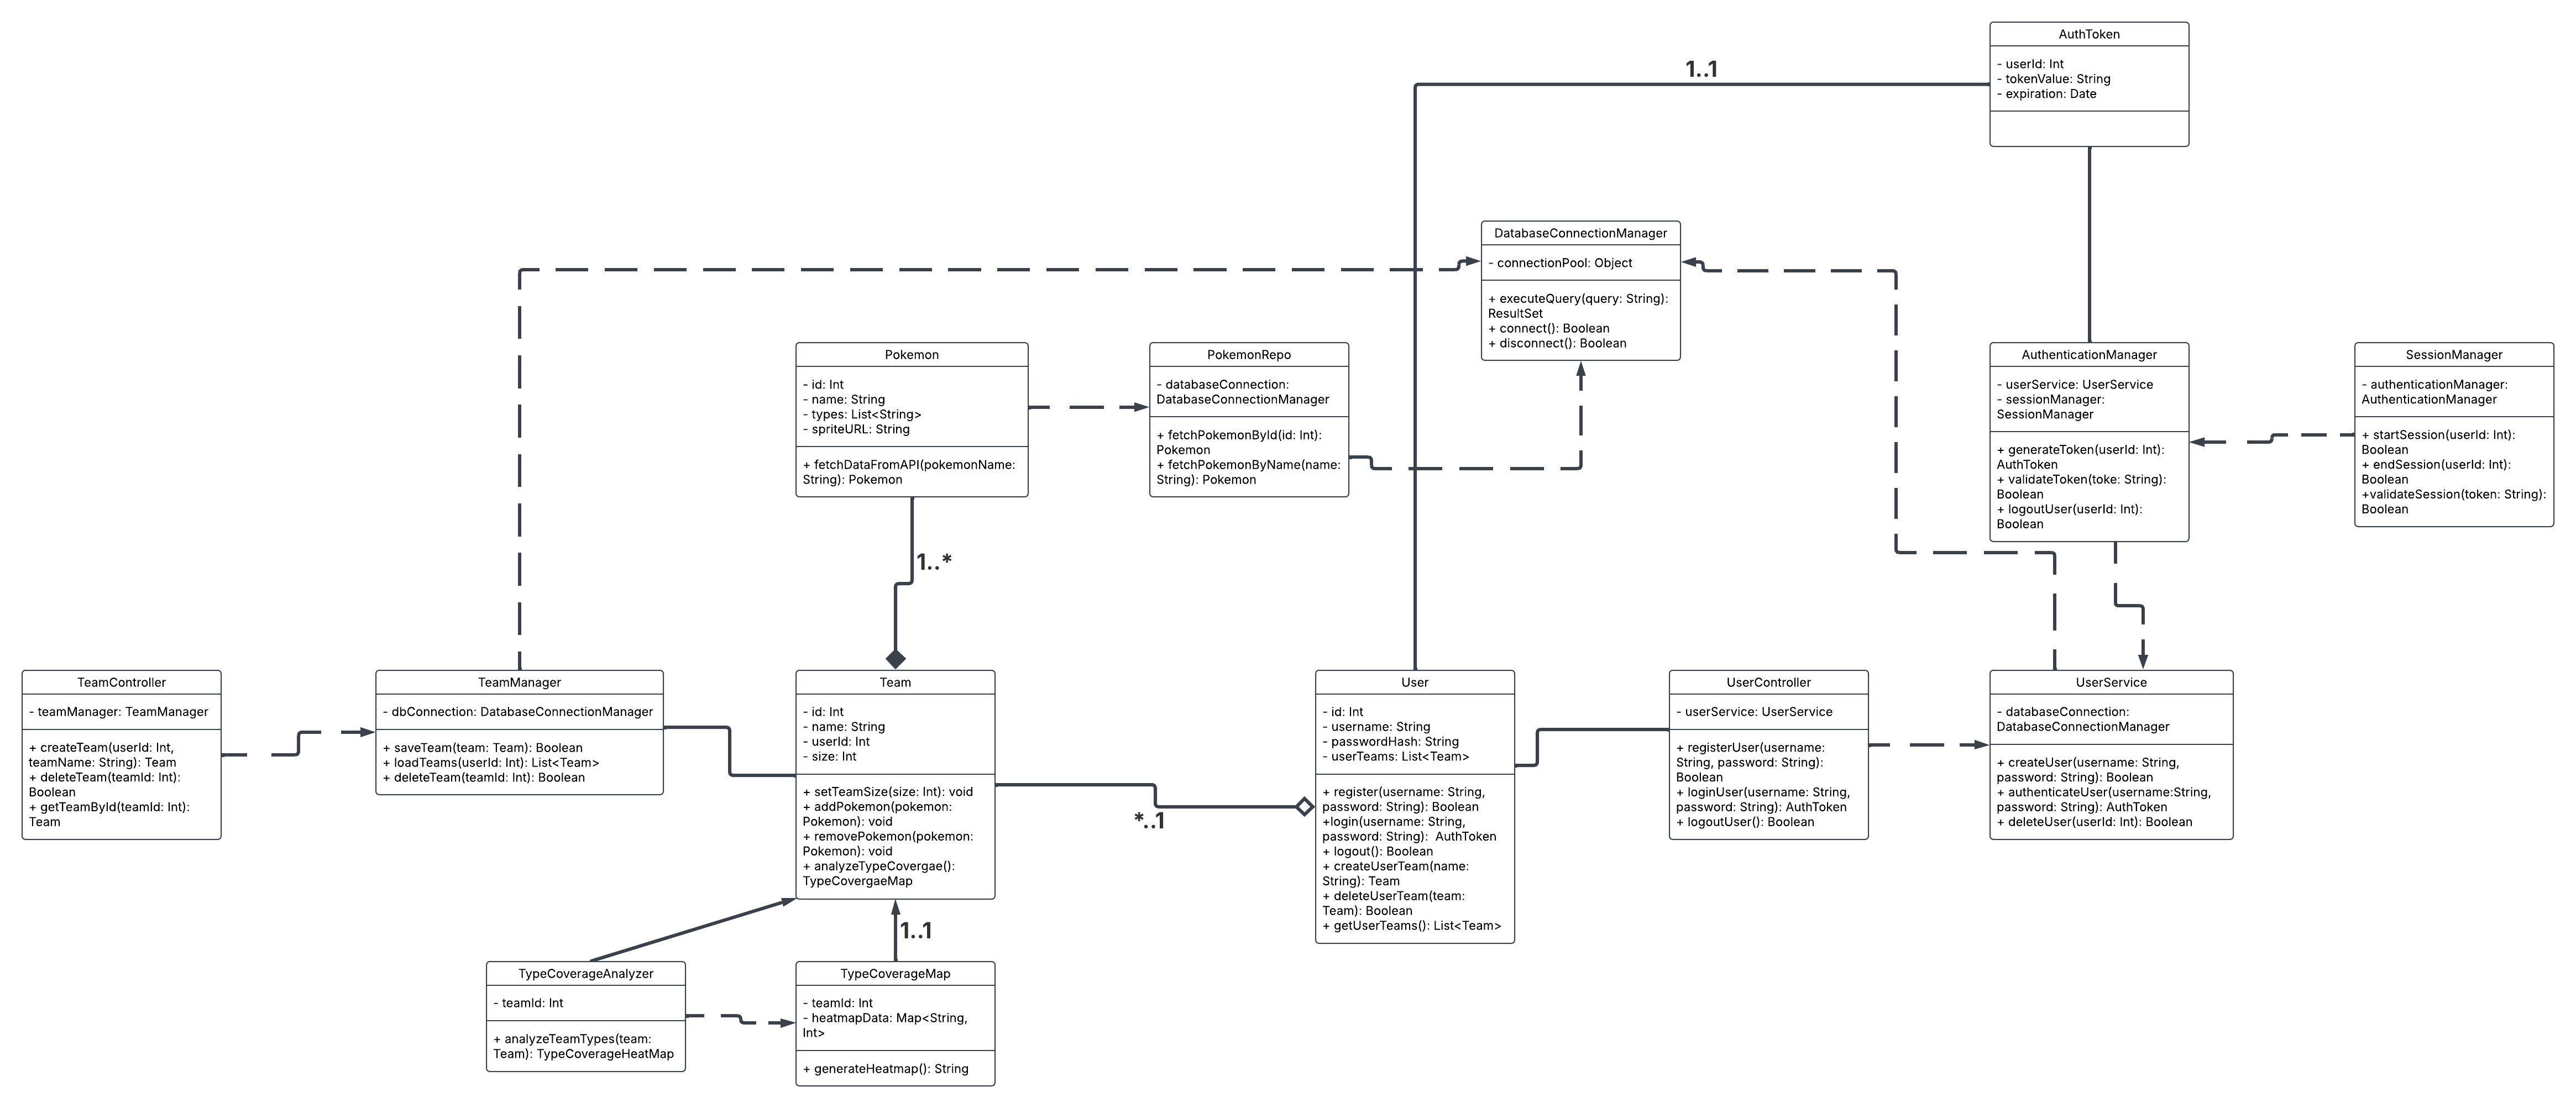 AuthToken
- userId: Int
- tokenValue: String
- expiration: Date
1..1
DatabaseConnectionManager
- connectionPool: Object
+ executeQuery(query: String):
ResultSet
+ connect(): Boolean
+ disconnect(): Boolean
Pokemon
- id: Int
- name: String
- types: List<String>
- spriteURL: String
+ fetchDataFromAPI(pokemonName:
String): Pokemon
PokemonRepo
- databaseConnection:
DatabaseConnectionManager
+ fetchPokemonById(id: Int):
Pokemon
+ fetchPokemonByName(name:
String): Pokemon
AuthenticationManager
- userService: UserService
- sessionManager:
SessionManager
+ generateToken(userId: Int):
AuthToken
+ validateToken(toke: String):
Boolean
+ logoutUser(userId: Int):
Boolean
SessionManager
- authenticationManager:
AuthenticationManager
+ startSession(userId: Int):
Boolean
+ endSession(userId: Int):
Boolean
+validateSession(token: String):
Boolean
1..*
TeamController
- teamManager: TeamManager
+ createTeam(userId: Int,
teamName: String): Team
+ deleteTeam(teamId: Int):
Boolean
+ getTeamById(teamId: Int):
Team
TeamManager
- dbConnection: DatabaseConnectionManager
+ saveTeam(team: Team): Boolean
+ loadTeams(userId: Int): List<Team>
+ deleteTeam(teamId: Int): Boolean
Team
- id: Int
- name: String
- userId: Int
- size: Int
+ setTeamSize(size: Int): void
+ addPokemon(pokemon:
Pokemon): void
+ removePokemon(pokemon:
Pokemon): void
+ analyzeTypeCovergae():
TypeCovergaeMap
*..1
User
- id: Int
- username: String
- passwordHash: String
- userTeams: List<Team>
+ register(username: String,
password: String): Boolean
+login(username: String,
password: String): AuthToken
+ logout(): Boolean
+ createUserTeam(name:
String): Team
+ deleteUserTeam(team:
Team): Boolean
+ getUserTeams(): List<Team>
UserController
- userService: UserService
+ registerUser(username:
String, password: String):
Boolean
+ loginUser(username: String,
password: String): AuthToken
+ logoutUser(): Boolean
UserService
- databaseConnection:
DatabaseConnectionManager
+ createUser(username: String,
password: String): Boolean
+ authenticateUser(username:String,
password: String): AuthToken
+ deleteUser(userId: Int): Boolean
1..1
TypeCoverageAnalyzer
- teamId: Int
+ analyzeTeamTypes(team:
Team): TypeCoverageHeatMap
TypeCoverageMap
- teamId: Int
- heatmapData: Map<String,
Int>
+ generateHeatmap(): String